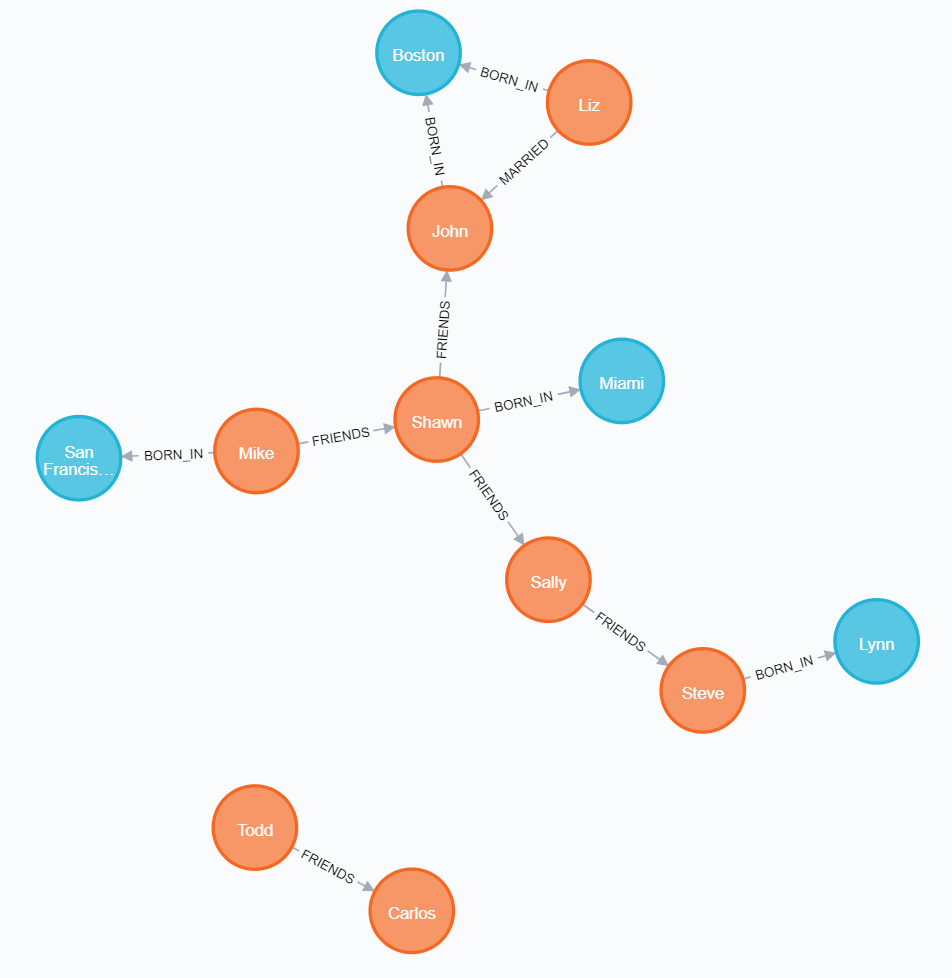 Boston
BORN_IN
Liz
BORN_IN
MARRIED
John
FRIENDS
Miami
BORN_IN
Shawn
FRIENDS
Mike
BORN_IN
San
Francis...
FRIENDS
Sally
FRIENDS
Lynn
BORN_IN
Steve
Todd
FRIENDS
Carlos